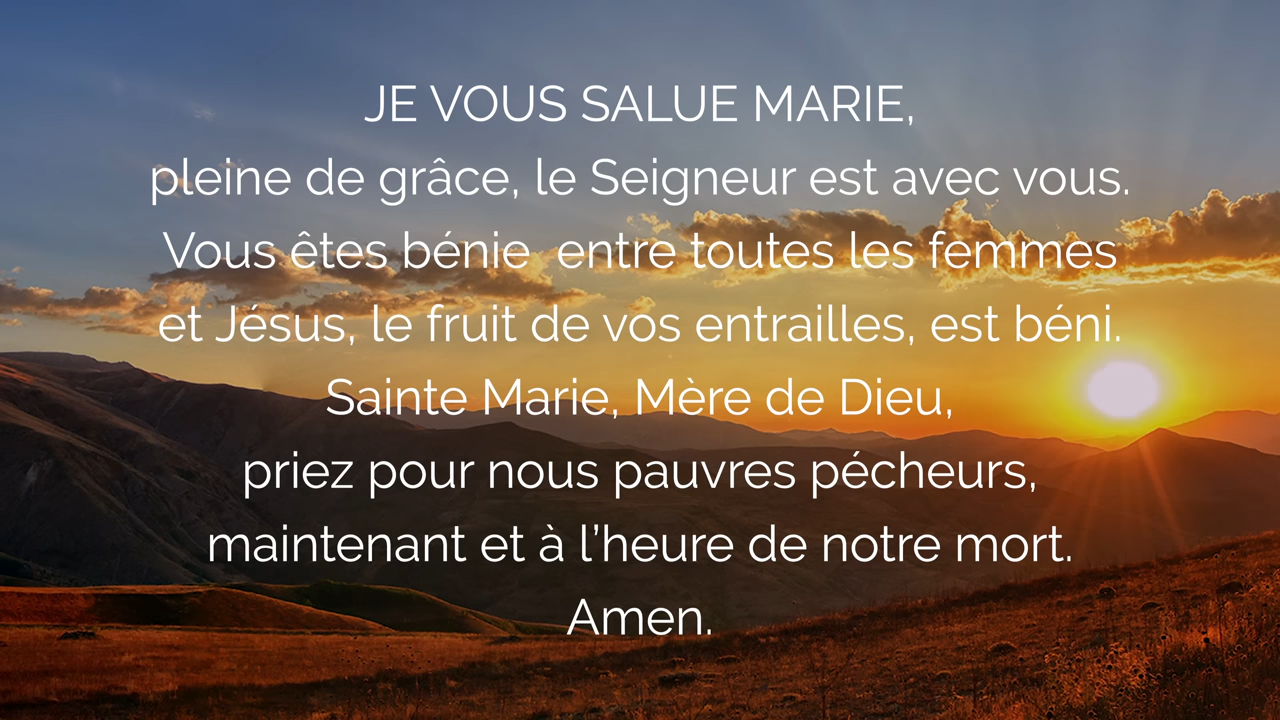 JE VOUS SALUE MARIE,
pleine de grâce, le Seigneur est avec vous.
Vous êtes bénie  entre toutes les femmes
et Jésus, le fruit de vos entrailles, est béni.
Sainte Marie, Mère de Dieu,
priez pour nous pauvres pécheurs,
maintenant et à l’heure de notre mort.
Amen.